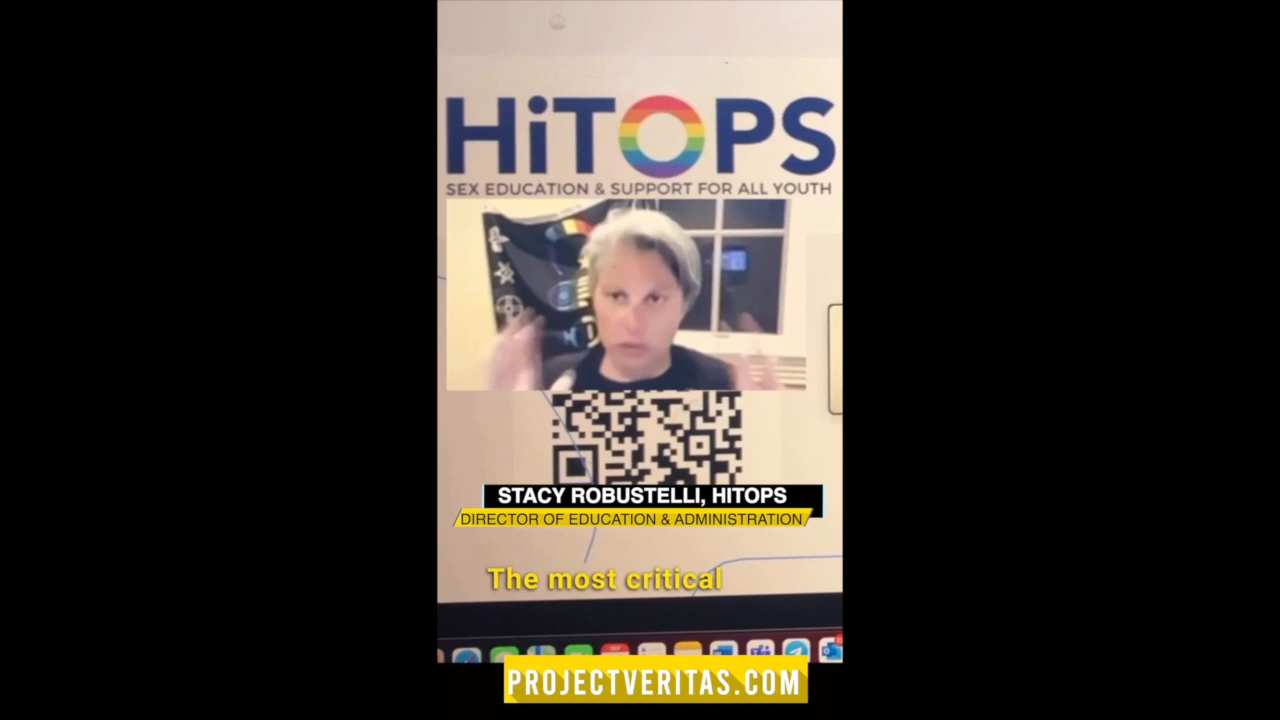 HiTOPS
SEX EDUCATION & SUPPORT FOR ALL YOUTH
STACY ROBUSTELLI, HITOPS
DIRECTOR OF EDUCATION & ADMINISTRATION
The most critical
PROJECTVERITAS.COM